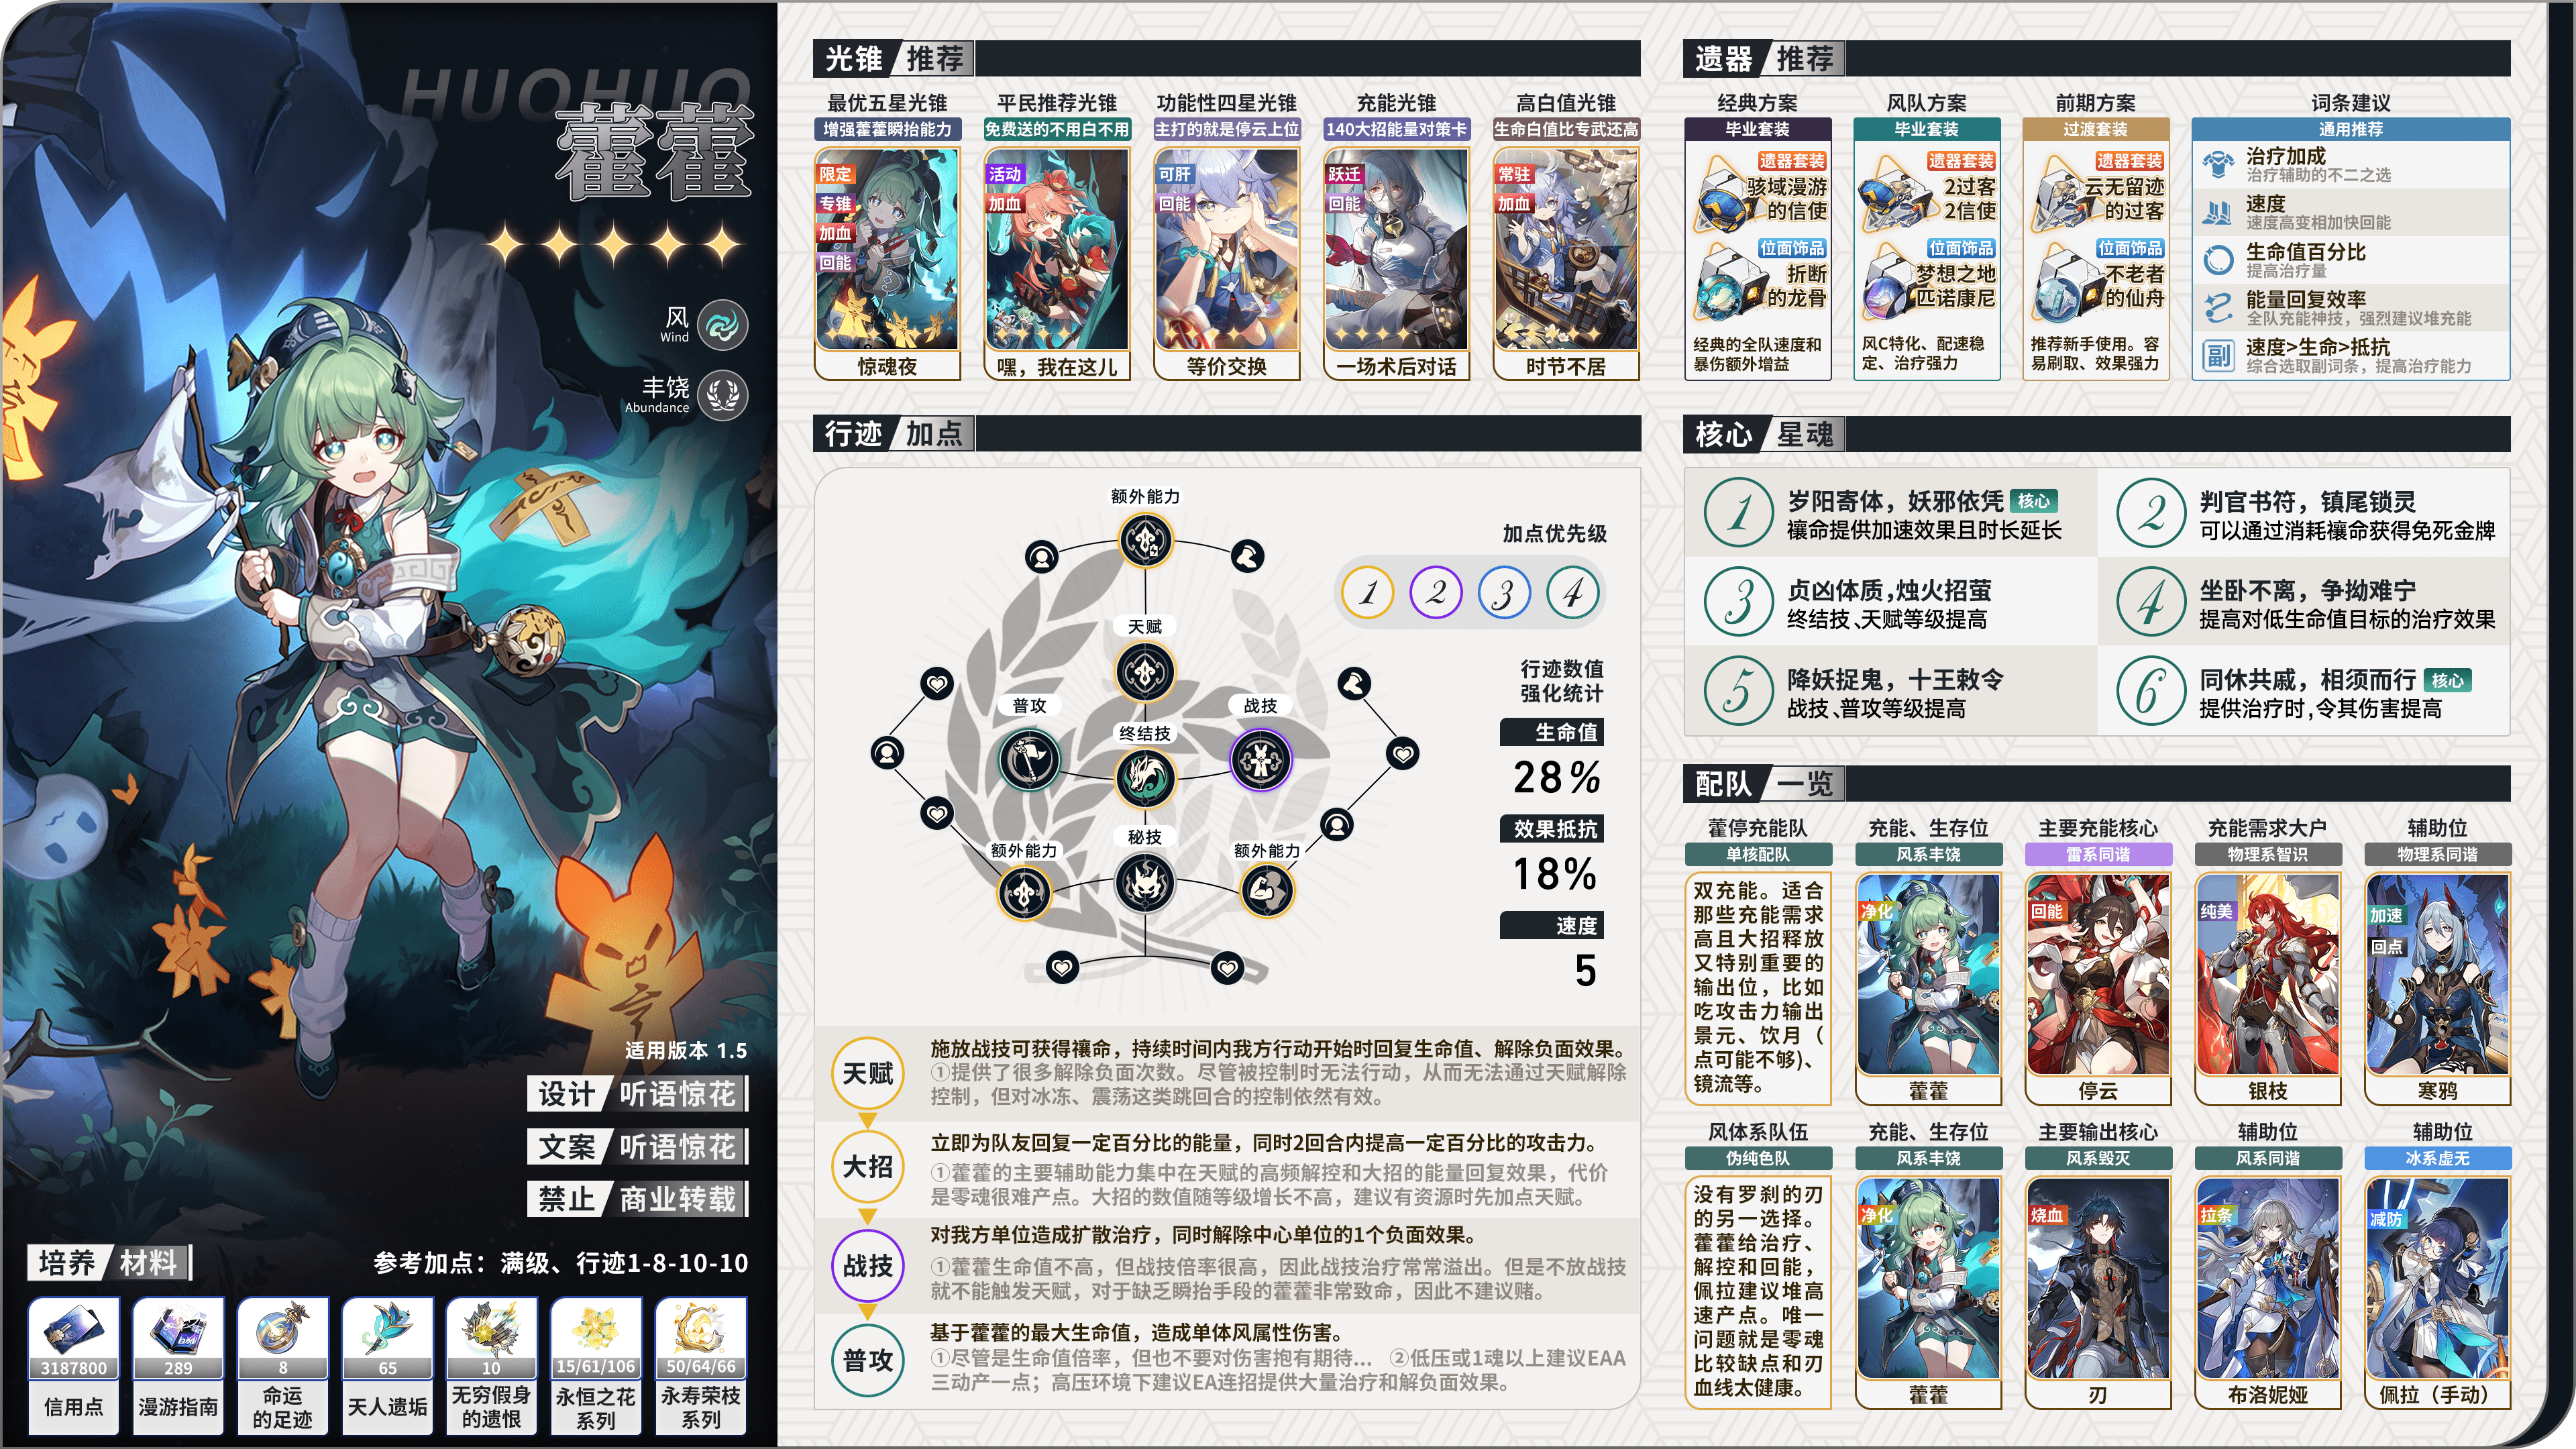 HUOHUO
藿藿
风
Wind
丰饶
Abundance
适用版本 1.5
设计 听语惊花
文案 听语惊花
禁止 商业转载
培养 材料
参考加点：满级、行迹1-8-10-10
3187800
信用点
289
漫游指南
8
命运
的足迹
65
天人遗垢
10
无穷假身
的遗恨
15/61/106
永恒之花
系列
50/64/66
永寿荣枝
系列
光锥 推荐
最优五星光锥
增强藿藿瞬抬能力
限定
专锥
加血
回能
惊魂夜
平民推荐光锥
免费送的不用白不用
活动
加血
嘿，我在这儿
功能性四星光锥
主打的就是停云上位
可肝
回能
等价交换
充能光锥
140大招能量对策卡
跃迁
回能
一场术后对话
高白值光锥
生命白值比专武还高
常驻
加血
时节不居
行迹 加点
额外能力
天赋
普攻
战技
终结技
秘技
额外能力
额外能力
加点优先级
1 2 3 4
行迹数值
强化统计
生命值
28%
效果抵抗
18%
速度
5
天赋
施放战技可获得禳命，持续时间内我方行动开始时回复生命值、解除负面效果。
①提供了很多解除负面次数。尽管被控制时无法行动，从而无法通过天赋解除
控制，但对冰冻、震荡这类跳回合的控制依然有效。
大招
立即为队友回复一定百分比的能量，同时2回合内提高一定百分比的攻击力。
①藿藿的主要辅助能力集中在天赋的高频解控和大招的能量回复效果，代价
是零魂很难产点。大招的数值随等级增长不高，建议有资源时先加点天赋。
战技
对我方单位造成扩散治疗，同时解除中心单位的1个负面效果。
①藿藿生命值不高，但战技倍率很高，因此战技治疗常常溢出。但是不放战技
就不能触发天赋，对于缺乏瞬抬手段的藿藿非常致命，因此不建议赌。
普攻
基于藿藿的最大生命值，造成单体风属性伤害。
①尽管是生命值倍率，但也不要对伤害抱有期待... ②低压或1魂以上建议EAA
三动产一点；高压环境下建议EA连招提供大量治疗和解负面效果。
遗器 推荐
经典方案
毕业套装
遗器套装
骇域漫游
的信使
位面饰品
折断
的龙骨
经典的全队速度和
暴伤额外增益
风队方案
毕业套装
遗器套装
2过客
2信使
位面饰品
梦想之地
匹诺康尼
风C特化、配速稳
定、治疗强力
前期方案
过渡套装
遗器套装
云无留迹
的过客
位面饰品
不老者
的仙舟
推荐新手使用。容
易刷取、效果强力
词条建议
通用推荐
治疗加成
治疗辅助的不二之选
速度
速度高变相加快回能
生命值百分比
提高治疗量
能量回复效率
全队充能神技，强烈建议堆充能
副
速度>生命>抵抗
综合选取副词条，提高治疗能力
核心 星魂
1
岁阳寄体，妖邪依凭 核心
禳命提供加速效果且时长延长
2
判官书符，镇尾锁灵
可以通过消耗禳命获得免死金牌
3
贞凶体质,烛火招萤
终结技、天赋等级提高
4
坐卧不离，争拗难宁
提高对低生命值目标的治疗效果
5
降妖捉鬼，十王敕令
战技、普攻等级提高
6
同休共戚，相须而行 核心
提供治疗时,令其伤害提高
配队 一览
藿停充能队
单核配队
双充能。适合
那些充能需求
高且大招释放
又特别重要的
输出位，比如
吃攻击力输出
景元、饮月（
点可能不够)、
镜流等。
充能、生存位
风系丰饶
净化
藿藿
主要充能核心
雷系同谐
回能
停云
充能需求大户
物理系智识
纯美
银枝
辅助位
物理系同谐
加速
回点
寒鸦
风体系队伍
伪纯色队
没有罗刹的刃
的另一选择。
藿藿给治疗、
解控和回能，
佩拉建议堆高
速产点。唯一
问题就是零魂
比较缺点和刃
血线太健康。
充能、生存位
风系丰饶
净化
藿藿
主要输出核心
风系毁灭
烧血
刃
辅助位
风系同谐
拉条
布洛妮娅
辅助位
冰系虚无
减防
佩拉（手动）